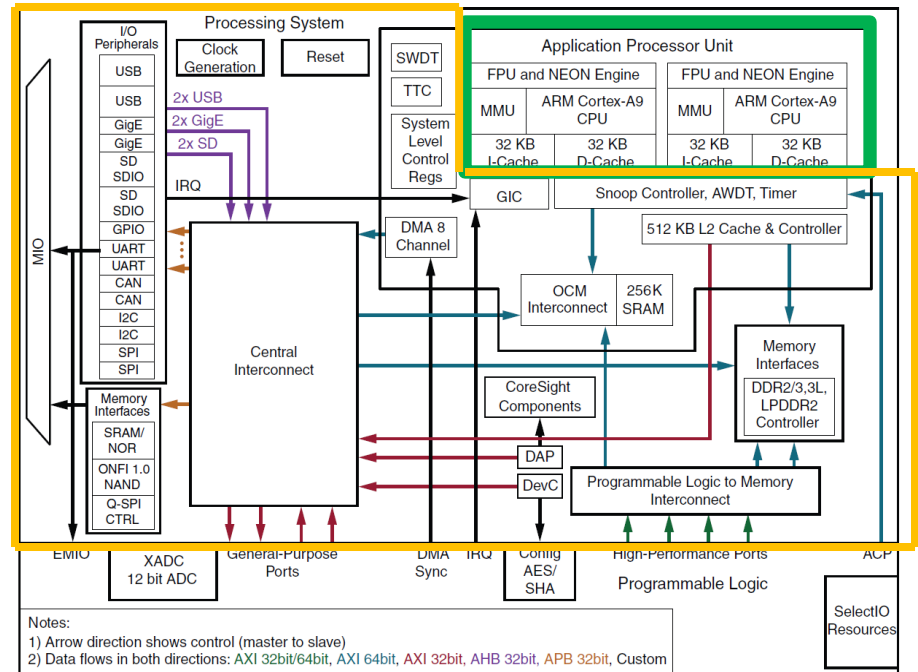 Processing System
I/O
Peripherals
USB
USB
GigE
GigE
SD
SDIO
SD
SDIO
GPIO
UART
UART
CAN
CAN
I2C
I2C
SPI
SPI
MIO
Clock
Generation
Reset
2x USB
2x GigE
2x SD
IRQ
SWDT
TTC
System
Level
Control
Regs
Application Processor Unit
FPU and NEON Engine
MMU
ARM Cortex-A9
CPU
32 KB
I-Cache
32 KB
D-Cache
FPU and NEON Engine
MMU
ARM Cortex-A9
CPU
32 KB
I-Cache
32 KB
D-Cache
GIC
Snoop Controller, AWDT, Timer
512 KB L2 Cache & Controller
DMA 8
Channel
OCM
Interconnect
256K
SRAM
Central
Interconnect
Memory
Interfaces
DDR2/3,3L,
LPDDR2
Controller
CoreSight
Components
DAP
DevC
Programmable Logic to Memory
Interconnect
Memory
Interfaces
SRAM/
NOR
ONFI 1.0
NAND
Q-SPI
CTRL
EMIO
XADC
12 bit ADC
General-Purpose
Ports
DMA
Sync
IRQ
Config
AES/
SHA
High-Performance Ports
ACP
Programmable Logic
SelectIO
Resources
Notes:
1) Arrow direction shows control (master to slave)
2) Data flows in both directions: AXI 32bit/64bit, AXI 64bit, AXI 32bit, AHB 32bit, APB 32bit, Custom